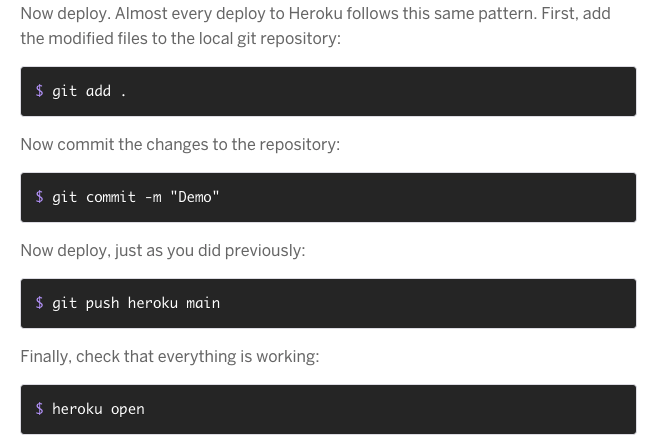 Now deploy. Almost every deploy to Heroku follows this same pattern. First, add
the modified files to the local git repository:
$ git add .
Now commit the changes to the repository:
$ git commit -m "Demo"
Now deploy, just as you did previously:
$ git push heroku main
Finally, check that everything is working:
$ heroku open